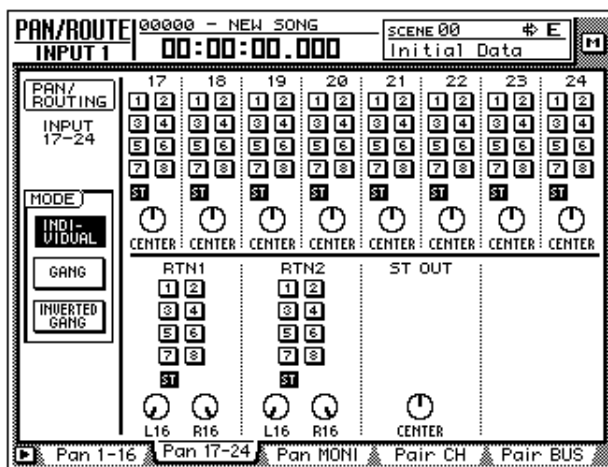 PAN/ROUTE 00000 - NEW SONG SCENE 00 E
INPUT 1 00:00:00.000 Initial Data M
PAN/ROUTING 17 18 19 20 21 22 23 24
1 2 1 2 1 2 1 2 1 2 1 2 1 2 1 2
INPUT 17-24 3 4 3 4 3 4 3 4 3 4 3 4 3 4 3 4
5 6 5 6 5 6 5 6 5 6 5 6 5 6 5 6
7 8 7 8 7 8 7 8 7 8 7 8 7 8 7 8
MODE ST ST ST ST ST ST ST ST
INDI-VIDUAL CENTER CENTER CENTER CENTER CENTER CENTER CENTER CENTER
GANG RTN1 RTN2 ST OUT
1 2 1 2
INVERTED GANG 3 4 3 4
5 6 5 6
7 8 7 8
ST ST
L16 R16 L16 R16 CENTER
Pan 1-16 Pan 17-24 Pan MONI Pair CH Pair BUS